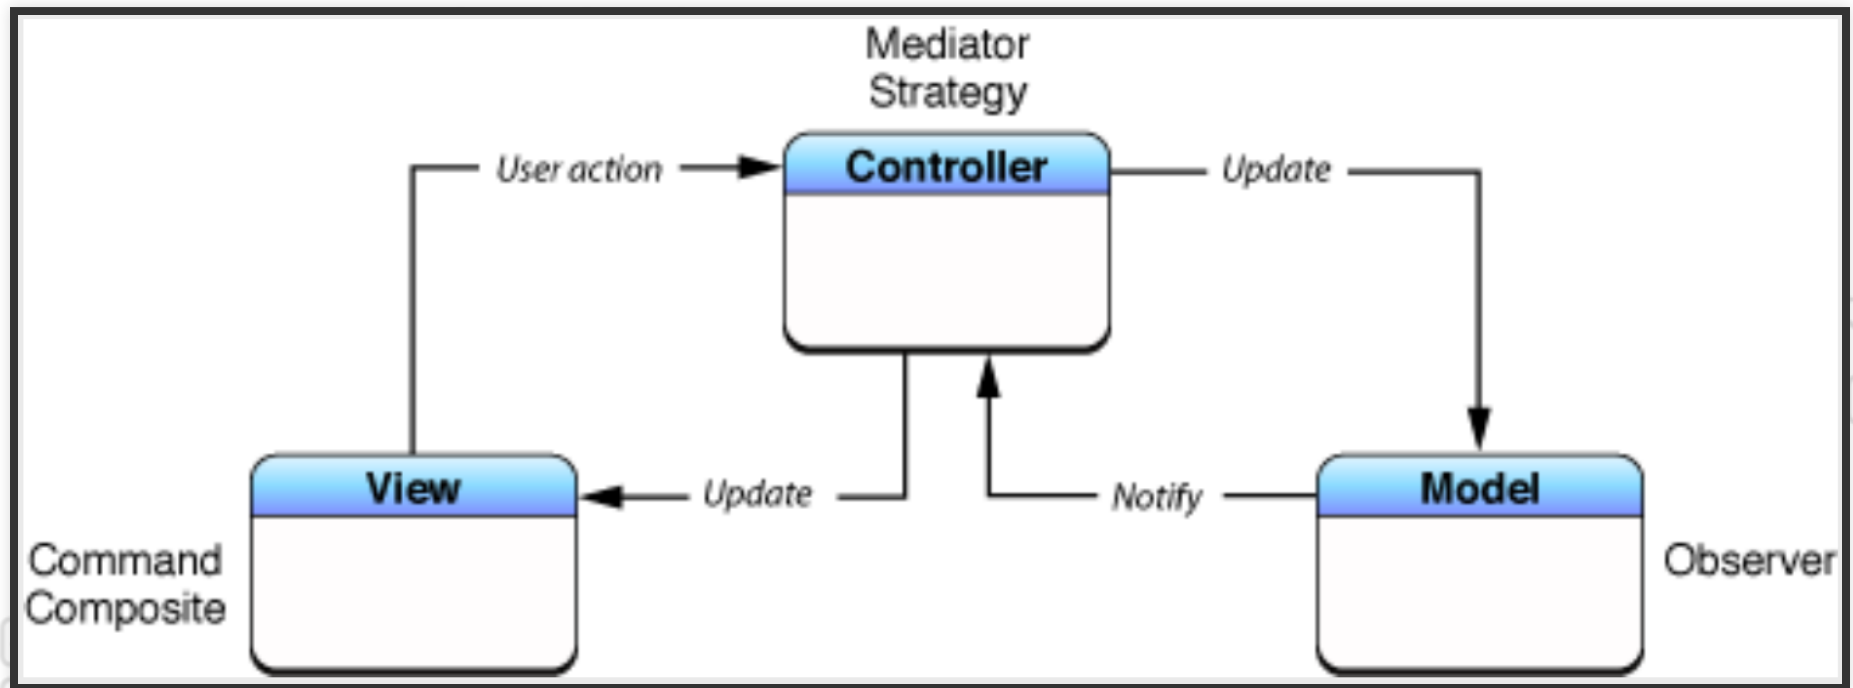 Mediator
Strategy
User action
Controller
Update
View
Update
Notify
Model
Command
Composite
Observer